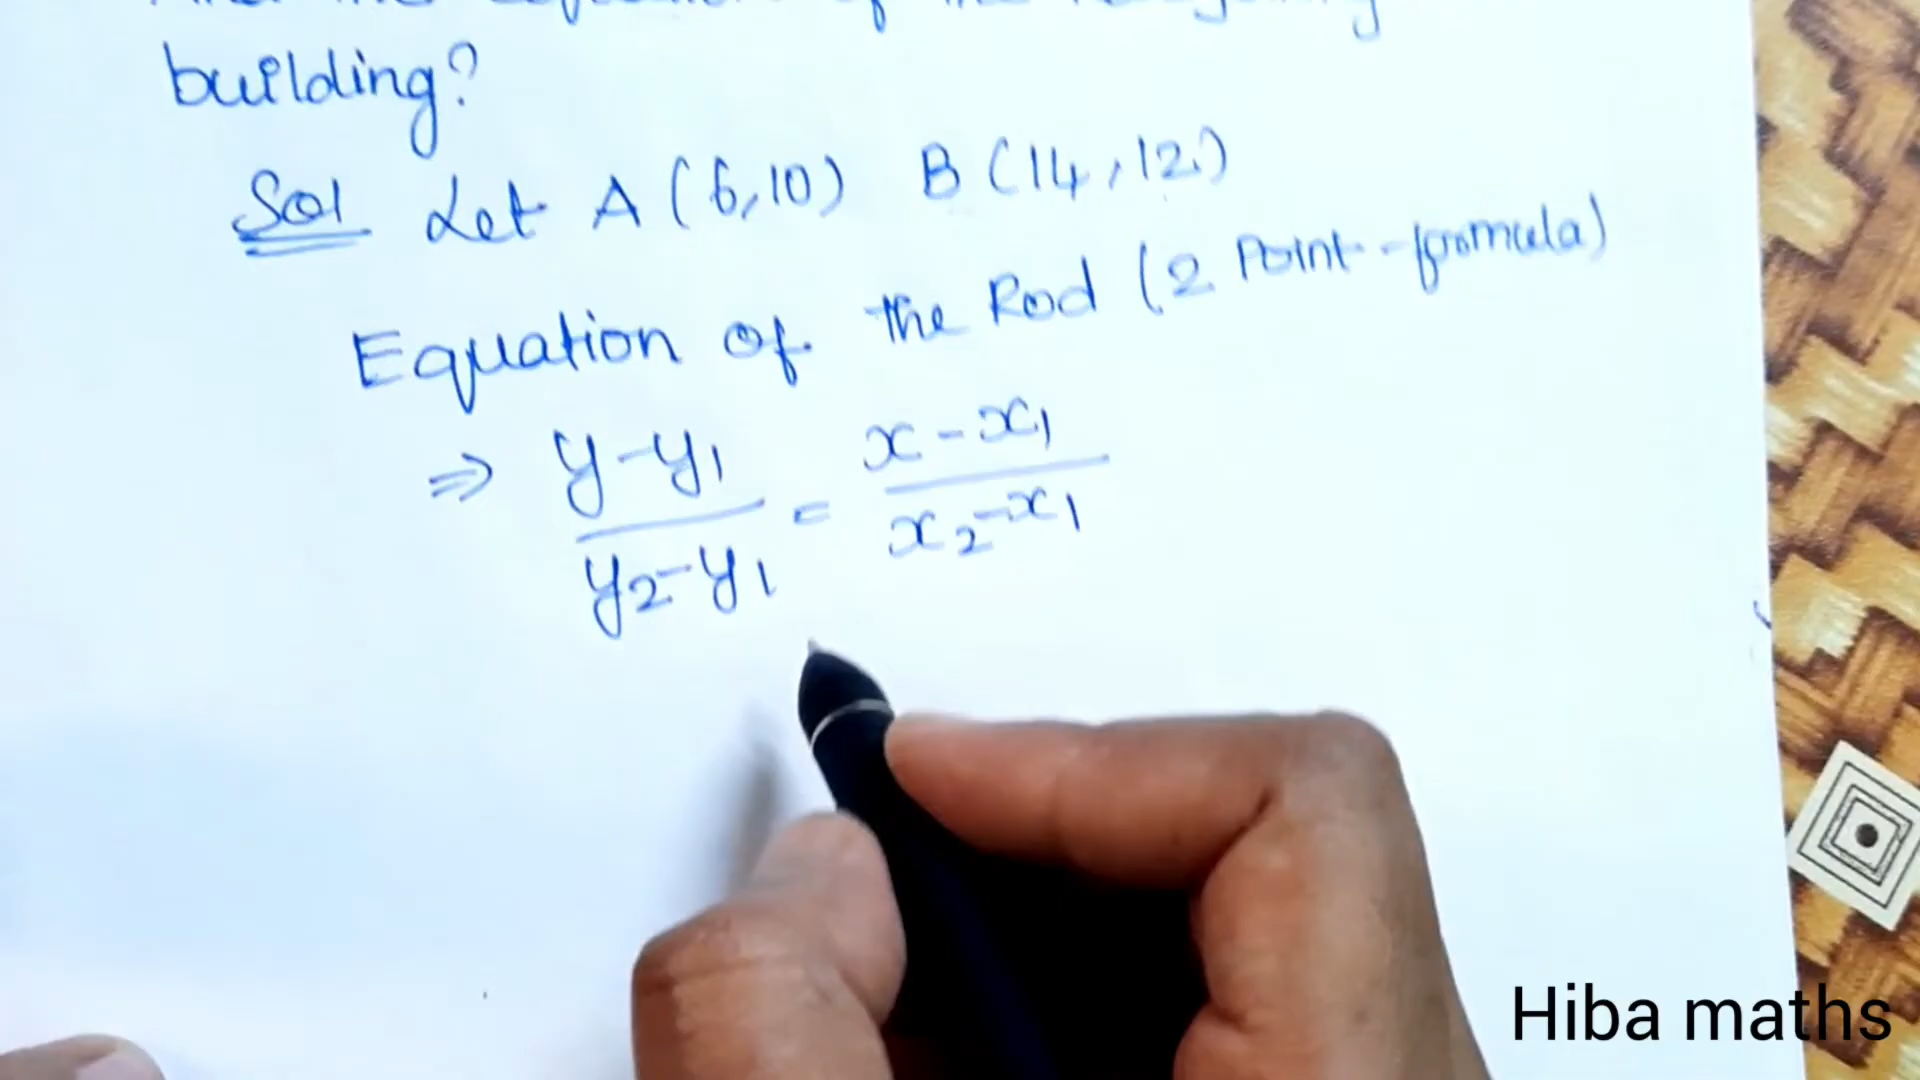 building?
Sol Let A (6,10) B (14,12)
Equation of the Rod (2 Point-formula)
⇒ y-y1 / y2-y1 = x-x1 / x2-x1
Hiba maths